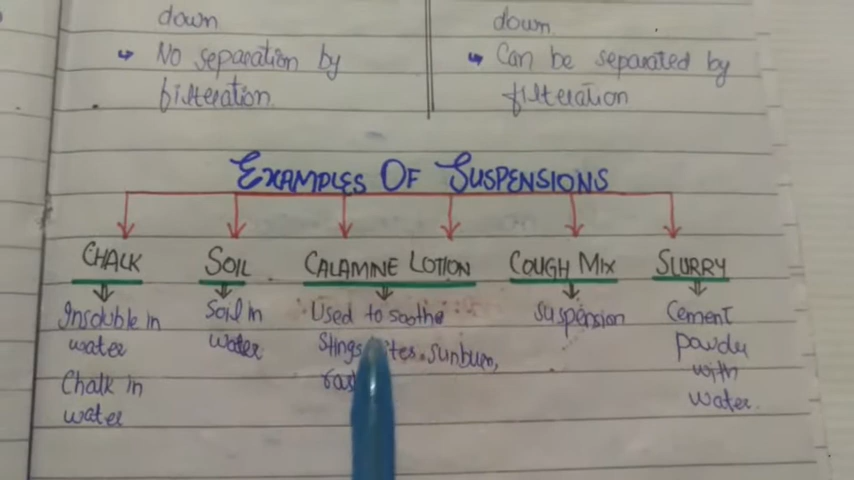 down
down
↳ No separation by
↳ Can be separated by
filteration
filteration
EXAMPLES OF SUSPENSIONS
CHALK
SOIL
CALAMINE LOTION
COUGH MIX
SLURRY
Insoluble in
water
Chalk in
water
Soil in
water
Used to soothe
Stings, sunburn,
suspension
Cement
powder
with
water.